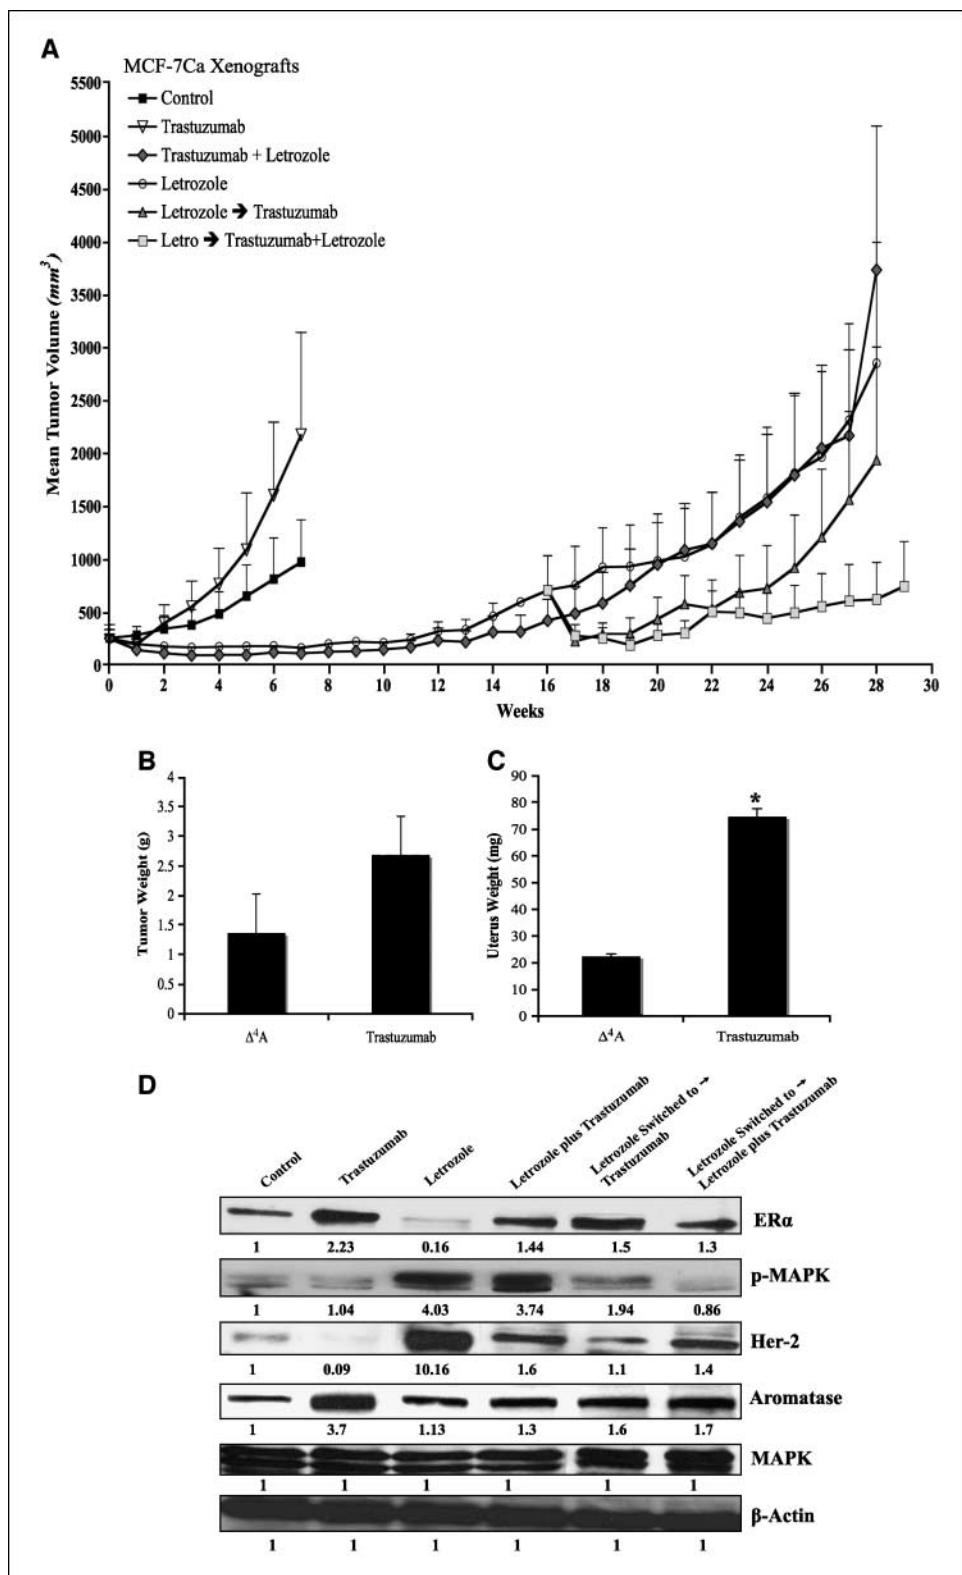 A
MCF-7Ca Xenografts
Control
Trastuzumab
Trastuzumab + Letrozole
Letrozole
Letrozole ➔ Trastuzumab
Letro ➔ Trastuzumab+Letrozole
Mean Tumor Volume (mm³)
5500
5000
4500
4000
3500
3000
2500
2000
1500
1000
500
0
0 2 4 6 8 10 12 14 16 18 20 22 24 26 28 30
Weeks
B
Tumor Weight (g)
4
3.5
3
2.5
2
1.5
1
0.5
0
Δ⁴A Trastuzumab
C
Uterus Weight (mg)
90
80
70
60
50
40
30
20
10
0
*
Δ⁴A Trastuzumab
D
Control
Trastuzumab
Letrozole
Letrozole plus Trastuzumab
Letrozole Switched to →
Trastuzumab
Letrozole Switched to →
Letrozole plus Trastuzumab
ERα
1 2.23 0.16 1.44 1.5 1.3
p-MAPK
1 1.04 4.03 3.74 1.94 0.86
Her-2
1 0.09 10.16 1.6 1.1 1.4
Aromatase
1 3.7 1.13 1.3 1.6 1.7
MAPK
1 1 1 1 1 1
β-Actin
1 1 1 1 1 1